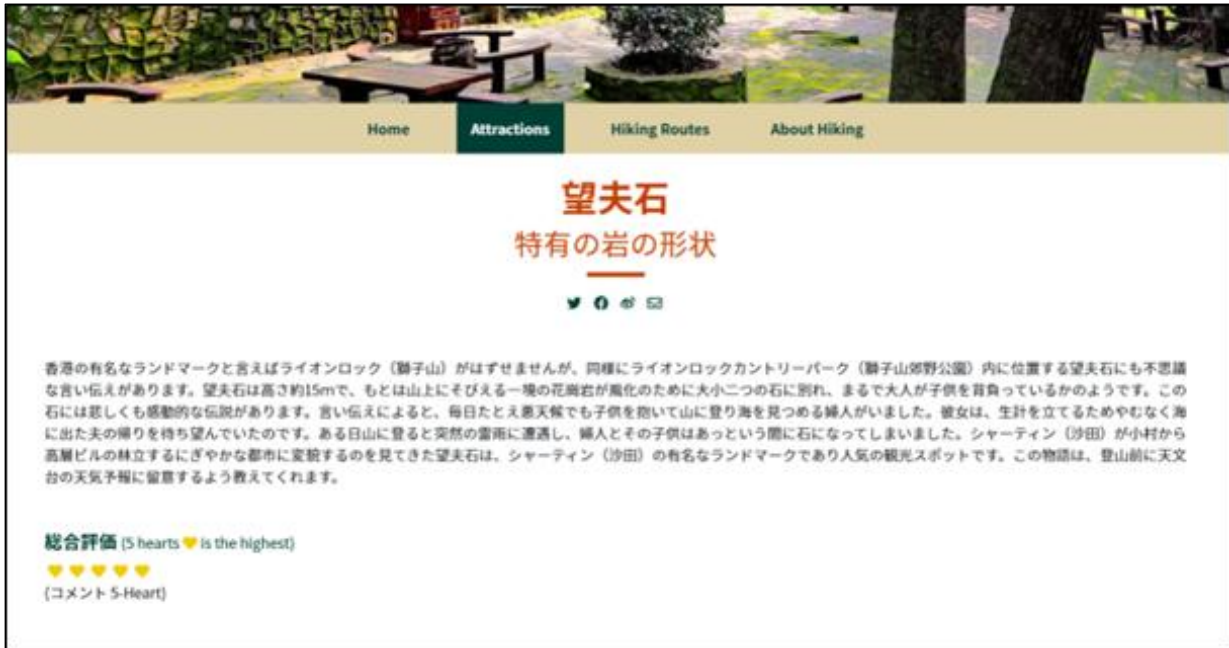 Home Attractions Hiking Routes About Hiking
望夫石
特有の岩の形状
香港の有名なランドマークと言えばライオンロック（獅子山）がはずせませんが、同様にライオンロックカントリーパーク（獅子山郊野公園）内に位置する望夫石にも不思議
な言い伝えがあります。望夫石は高さ約15mで、もとは山上にそびえる一塊の花崗岩が風化のために大小二つの石に別れ、まるで大人が子供を背負っているかのようです。この
石には悲しくも感動的な伝説があります。言い伝えによると、毎日たとえ悪天候でも子供を抱いて山に登り海を見つめる婦人がいました。彼女は、生計を立てるためやむなく海
に出た夫の帰りを待ち望んでいたのです。ある日山に登ると突然の雷雨に遭遇し、婦人とその子供はあっという間に石になってしまいました。シャーティン（沙田）が小村から
高層ビルの林立するにぎやかな都市に変貌するのを見てきた望夫石は、シャーティン（沙田）の有名なランドマークであり人気の観光スポットです。この物語は、登山前に天文
台の天気予報に留意するよう教えてくれます。
総合評価 (5 hearts 💛 is the highest)
(コメント 5-Heart)